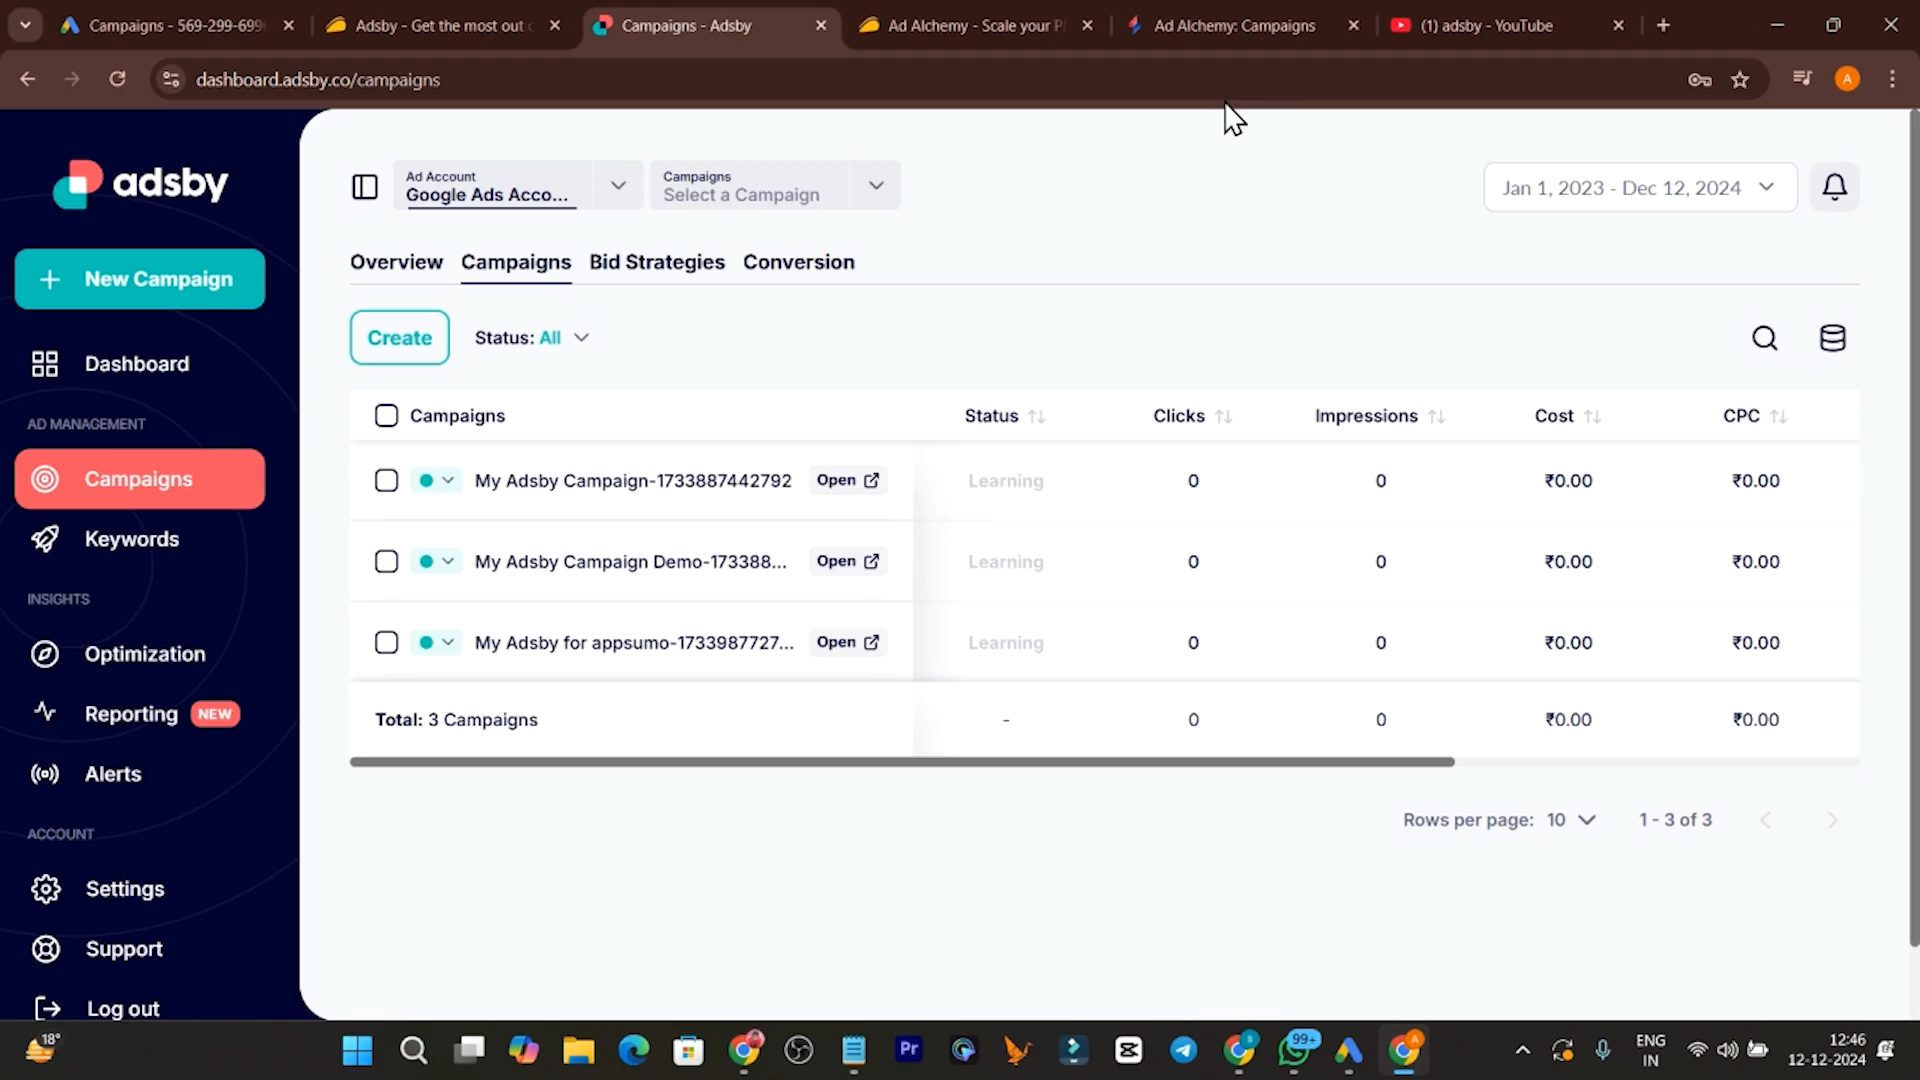 Campaigns - 569-299-699
Adsby - Get the most out
Campaigns - Adsby
Ad Alchemy - Scale your P
Ad Alchemy: Campaigns
(1) adsby - YouTube
dashboard.adsby.co/campaigns
A
adsby
Ad Account
Google Ads Acco...
Campaigns
Select a Campaign
Jan 1, 2023 - Dec 12, 2024
New Campaign
Dashboard
AD MANAGEMENT
Campaigns
Keywords
INSIGHTS
Optimization
Reporting NEW
Alerts
ACCOUNT
Settings
Support
Log out
Overview Campaigns Bid Strategies Conversion
Create Status: All
Campaigns Status Clicks Impressions Cost CPC
My Adsby Campaign-1733887442792 Open Learning 0 0 ₹0.00 ₹0.00
My Adsby Campaign Demo-173388... Open Learning 0 0 ₹0.00 ₹0.00
My Adsby for appsumo-1733987727... Open Learning 0 0 ₹0.00 ₹0.00
Total: 3 Campaigns - 0 0 ₹0.00 ₹0.00
Rows per page: 10 1 - 3 of 3
18°
Pr
99+
ENG
IN
12:46
12-12-2024